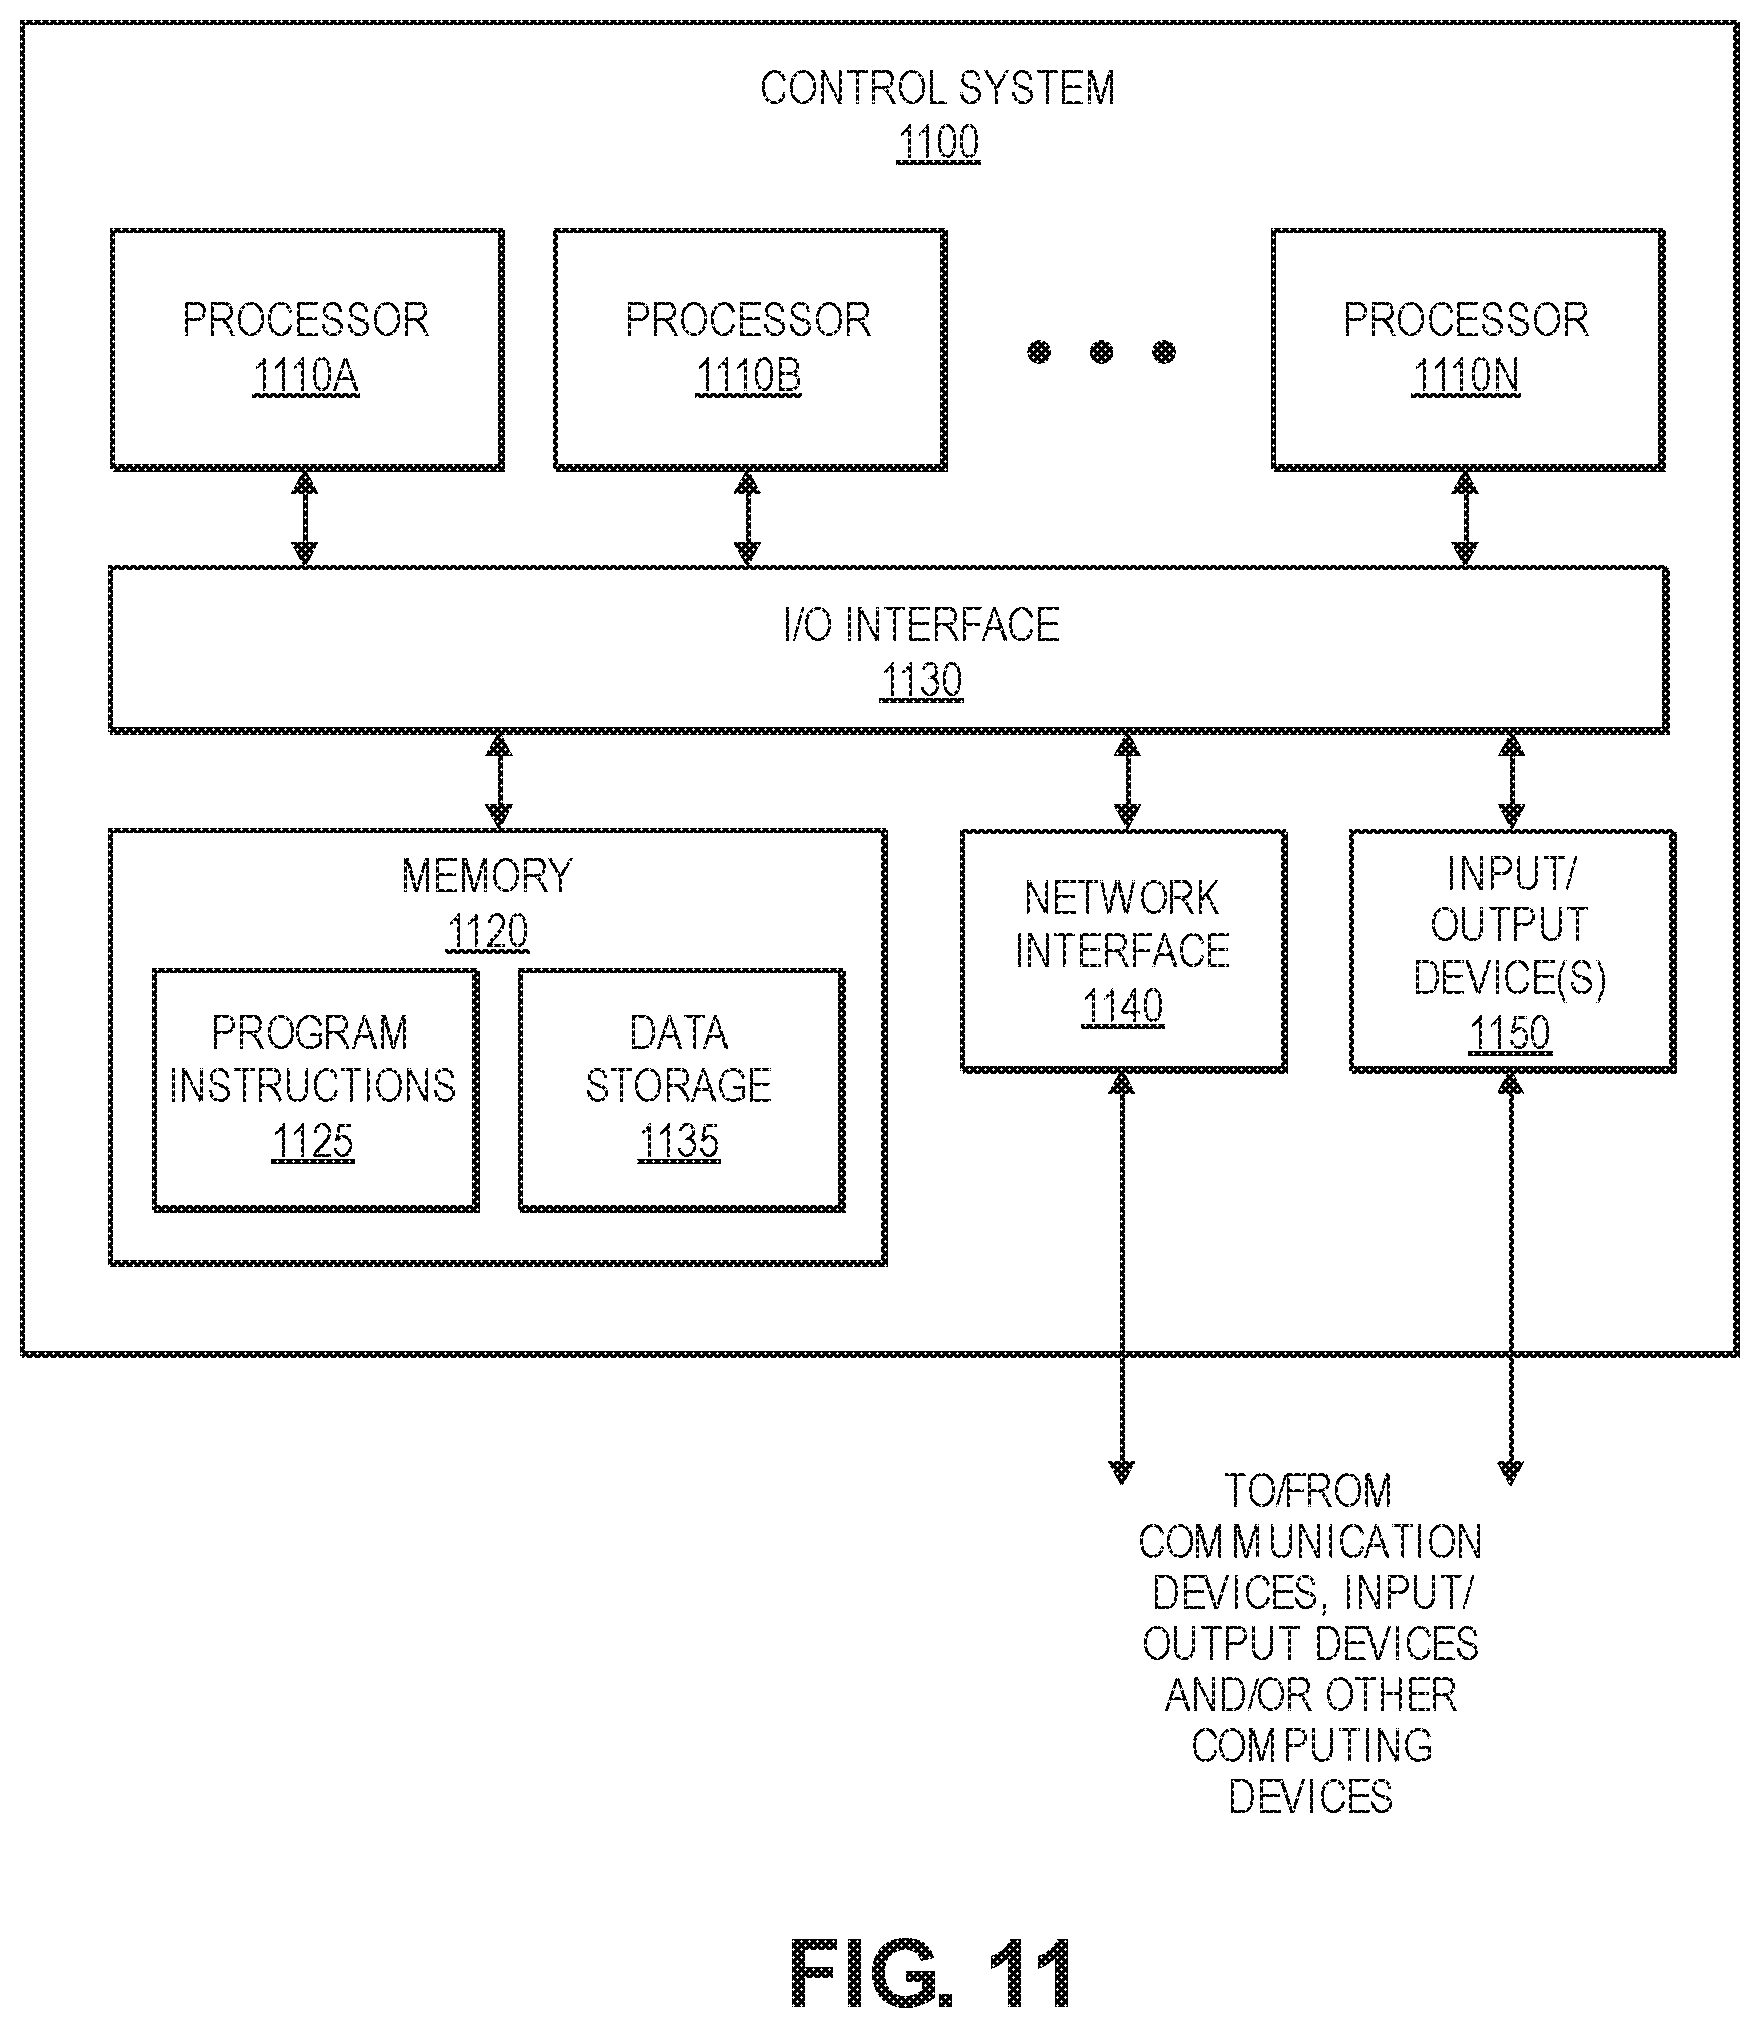 CONTROL SYSTEM
1100
PROCESSOR
1110A
PROCESSOR
1110B
PROCESSOR
1110N
I/O INTERFACE
1130
MEMORY
1120
PROGRAM
INSTRUCTIONS
1125
DATA
STORAGE
1135
NETWORK
INTERFACE
1140
INPUT/
OUTPUT
DEVICE(S)
1150
TO/FROM
COMMUNICATION
DEVICES, INPUT/
OUTPUT DEVICES
AND/OR OTHER
COMPUTING
DEVICES
FIG. 11